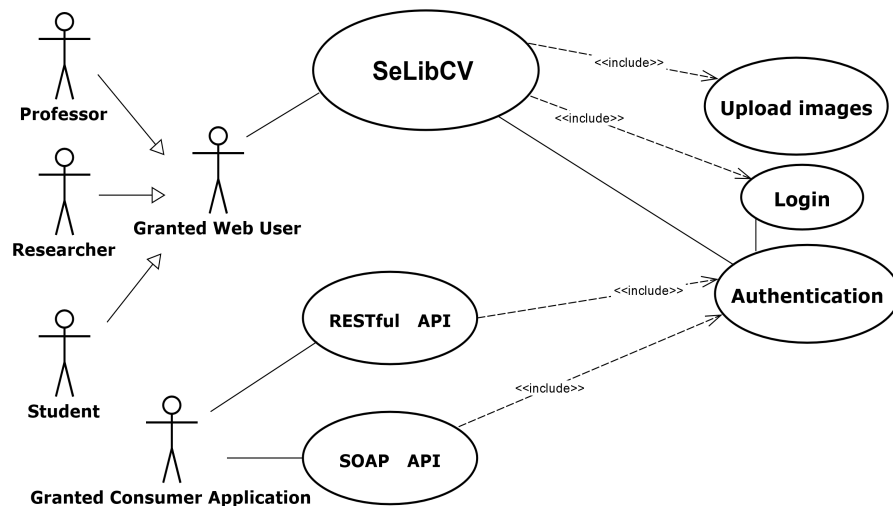 SeLibCV
<<include>>
Upload images
Professor
<<include>>
Login
Granted Web User
Researcher
Authentication
<<include>>
RESTful API
<<include>>
Student
SOAP API
Granted Consumer Application